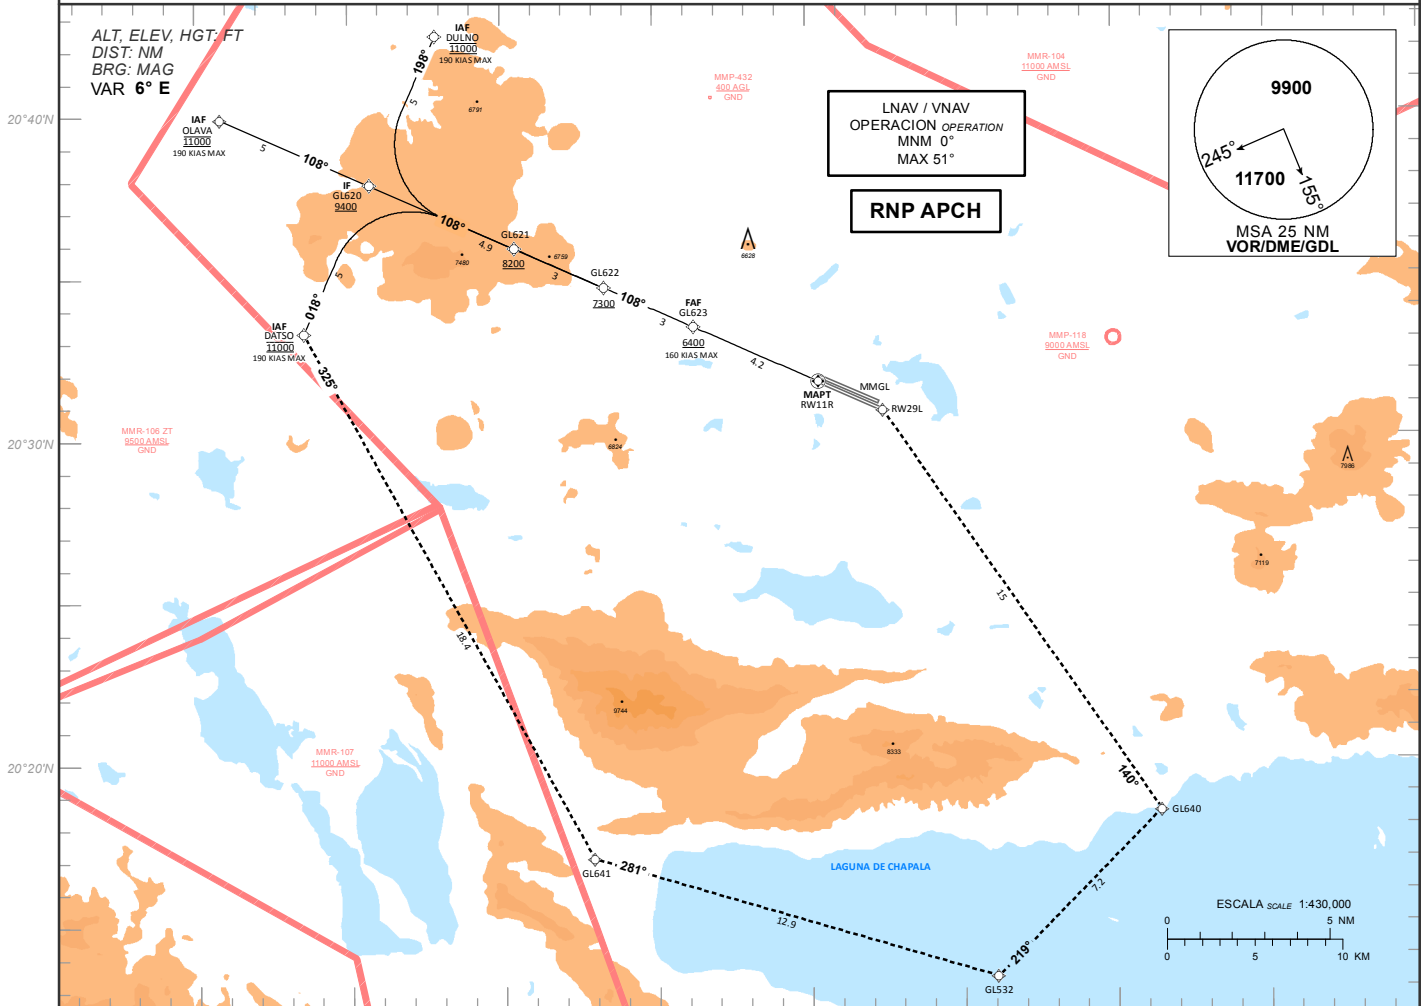 ALT, ELEV, HGT: FT
DIST: NM
BRG: MAG
VAR 6° E
IAF
DULNO
11000
190 KIAS MAX
198°
5
IAF
OLAVA
11000
190 KIAS MAX
5
108°
IF
GL620
9400
6791
108°
4.9
GL621
8200
7480
6759
3
GL622
7300
108°
3
FAF
GL623
6400
160 KIAS MAX
4.2
MAPT
RW11R
MMGL
RW29L
IAF
DATSO
11000
190 KIAS MAX
018°
5
325°
18.4
MMP-432
400 AGL
GND
MMR-104
11000 AMSL
GND
LNAV / VNAV
OPERACION OPERATION
MNM 0°
MAX 51°
RNP APCH
9900
245°
11700
155°
MSA 25 NM
VOR/DME/GDL
6628
MMP-118
9000 AMSL
GND
MMR-106 ZT
9500 AMSL
GND
6824
7986
7119
15
9744
8333
MMR-107
11000 AMSL
GND
140°
GL640
GL641
281°
12.9
LAGUNA DE CHAPALA
7.2
219°
GL532
ESCALA SCALE 1:430,000
0 5 NM
0 5 10 KM
20°40'
20°30'
20°20'